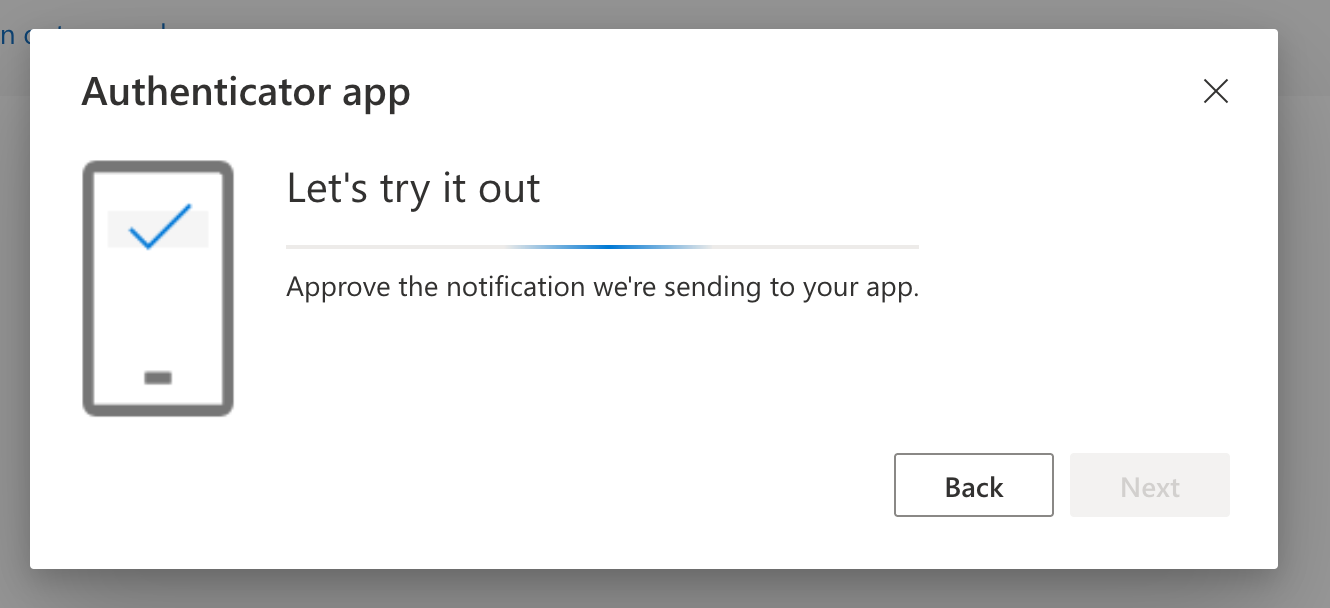 Authenticator app
Let's try it out
Approve the notification we're sending to your app.
Back
Next